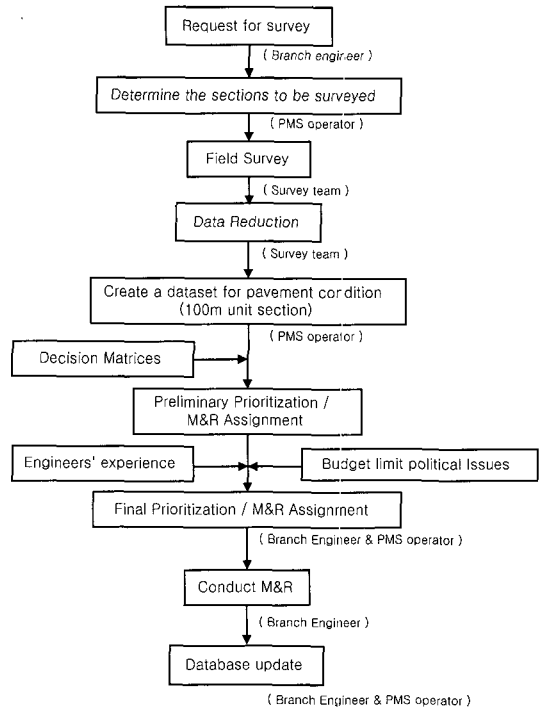 Request for survey
( Branch engineer )
Determine the sections to be surveyed
( PMS operator )
Field Survey
( Survey team )
Data Reduction
( Survey team )
Create a dataset for pavement condition
(100m unit section)
( PMS operator )
Decision Matrices
Preliminary Prioritization /
M&R Assignment
Engineers' experience
Budget limit political Issues
Final Prioritization / M&R Assignment
( Branch Engineer & PMS operator )
Conduct M&R
( Branch Engineer )
Database update
( Branch Engineer & PMS operator )